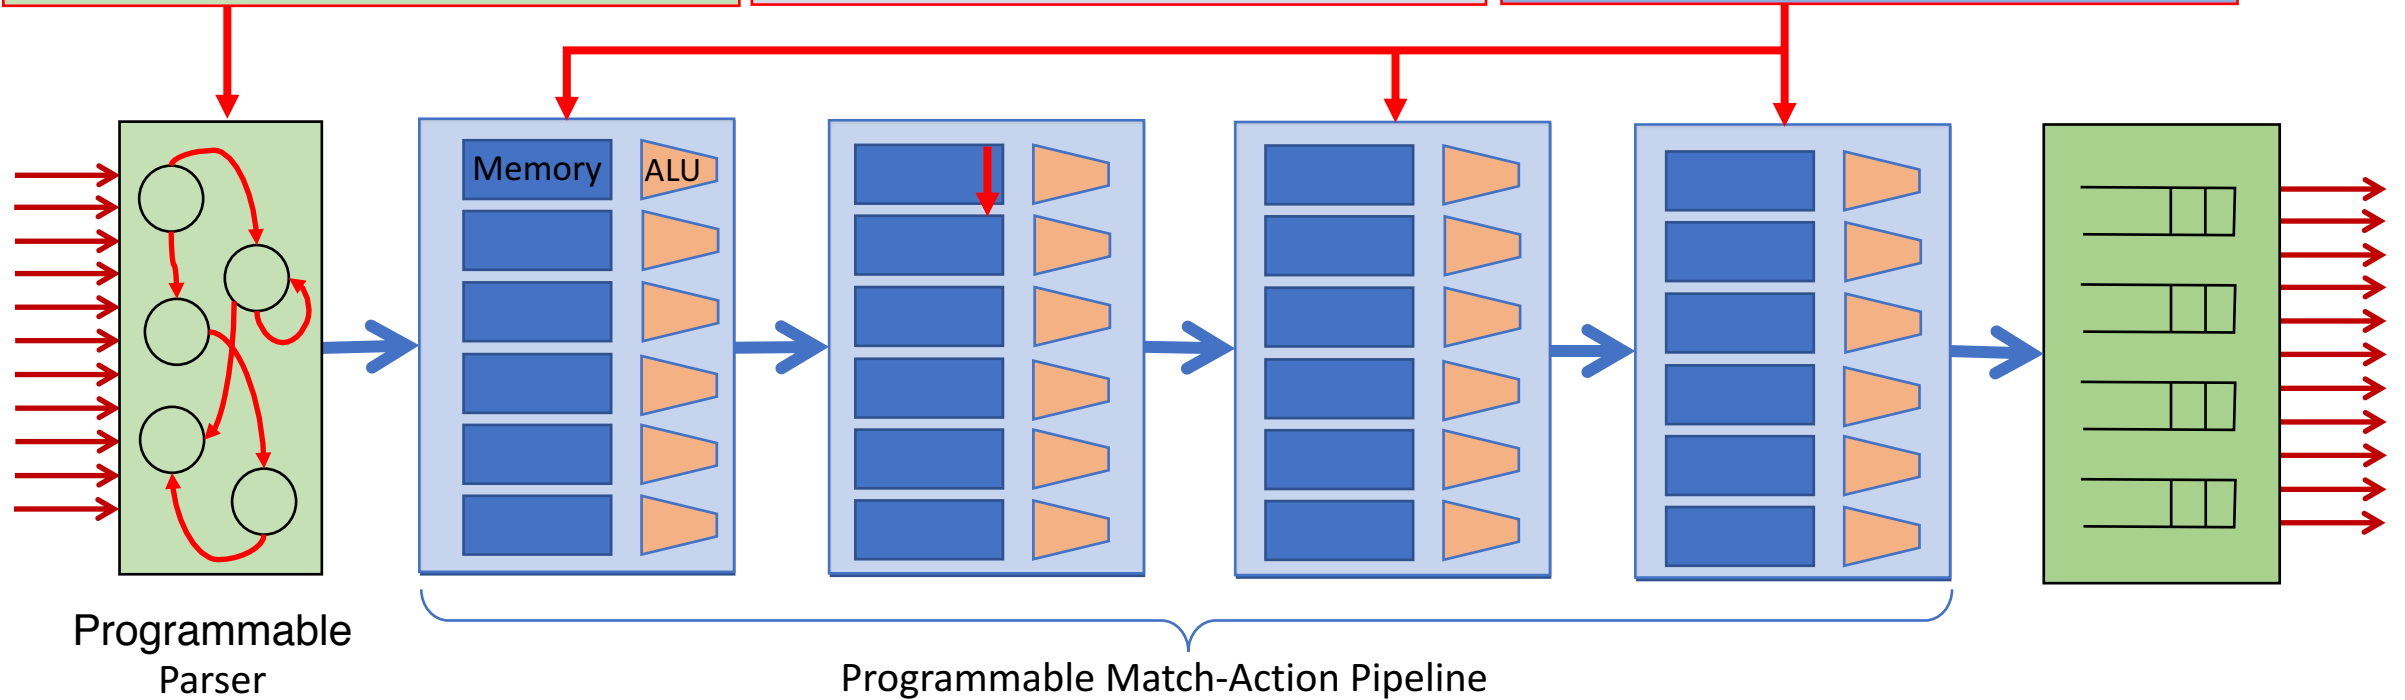 Memory
ALU
Programmable
Parser
Programmable Match-Action Pipeline